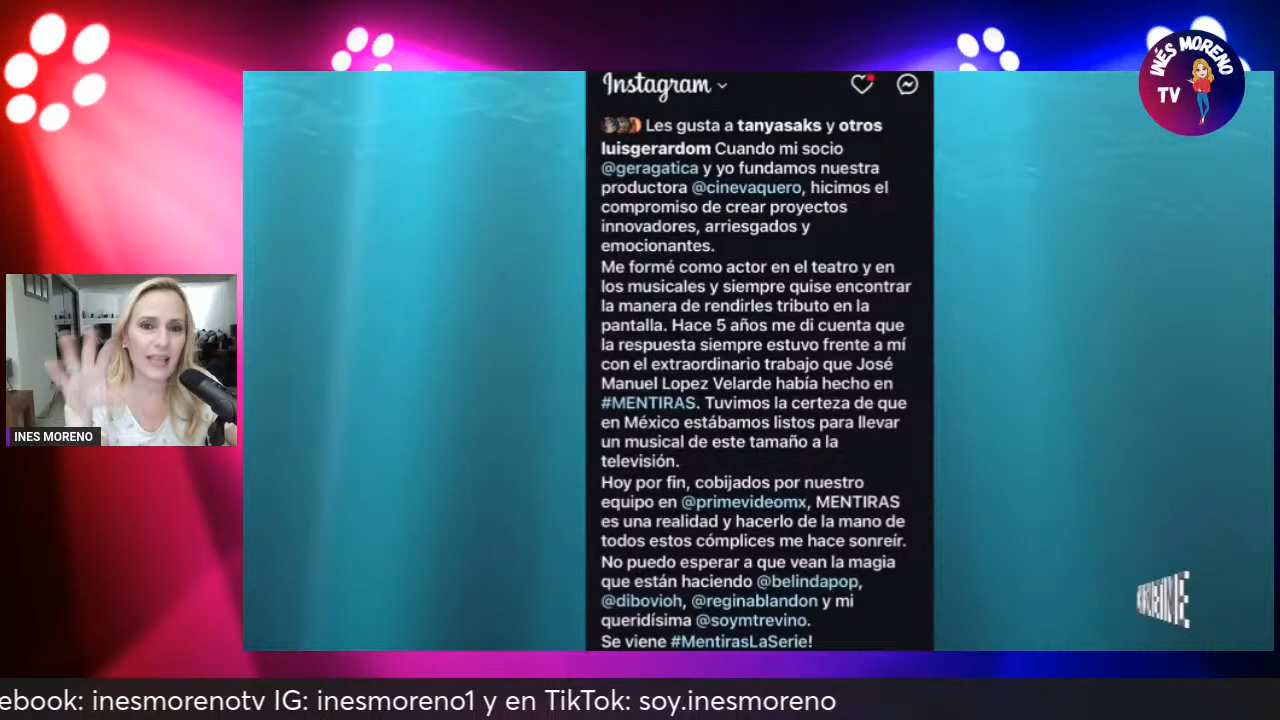 INÉS MORENO
TV
Instagram
Les gusta a tanyasaks y otros
luisgerardom Cuando mi socio
@geragatica y yo fundamos nuestra
productora @cinevaquero, hicimos el
compromiso de crear proyectos
innovadores, arriesgados y
emocionantes.
Me formé como actor en el teatro y en
los musicales y siempre quise encontrar
la manera de rendirles tributo en la
pantalla. Hace 5 años me di cuenta que
la respuesta siempre estuvo frente a mí
con el extraordinario trabajo que José
Manuel Lopez Velarde había hecho en
#MENTIRAS. Tuvimos la certeza de que
en México estábamos listos para llevar
un musical de este tamaño a la
televisión.
Hoy por fin, cobijados por nuestro
equipo en @primevideomx, MENTIRAS
es una realidad y hacerlo de la mano de
todos estos cómplices me hace sonreír.
No puedo esperar a que vean la magia
que están haciendo @belindapop,
@dibovioh, @reginablandon y mi
queridísima @soymtrevino.
Se viene #MentirasLaSerie!
INES MORENO
ebook: inesmorenotv IG: inesmoreno1 y en TikTok: soy.inesmoreno